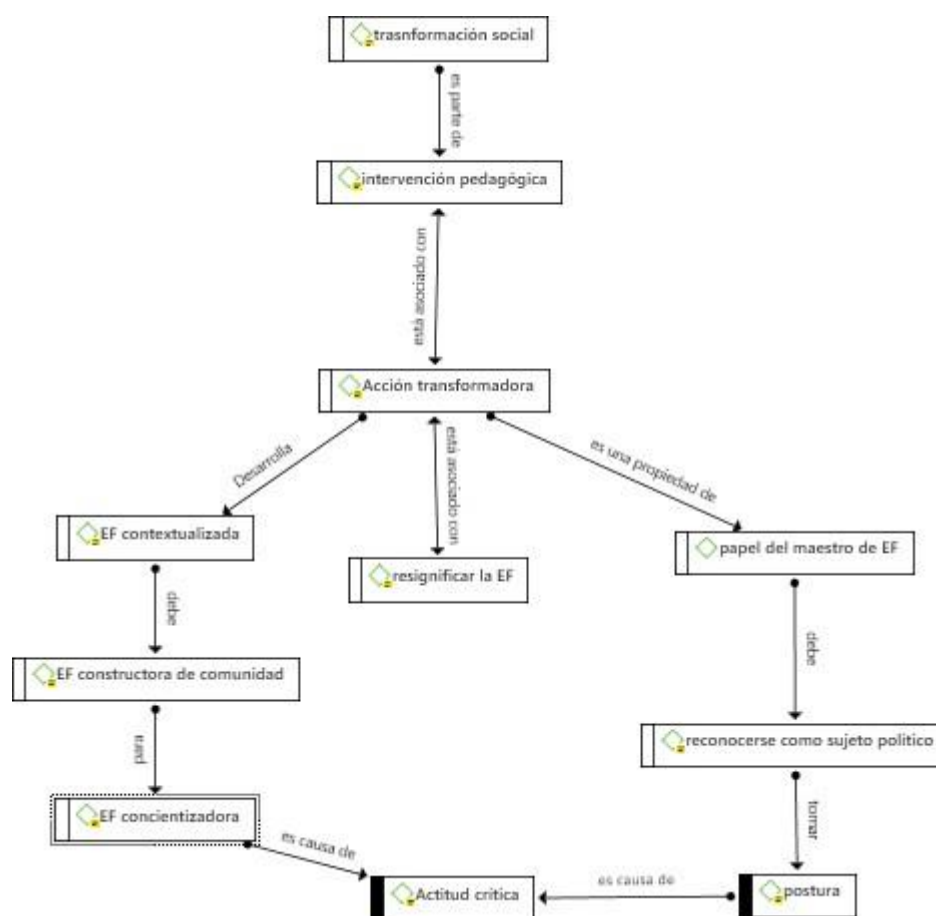 trasnformación social
es parte de
intervención pedagógica
está asociado con
Acción transformadora
Desarrolla
está asociado con
es una propiedad de
EF contextualizada
resignificar la EF
papel del maestro de EF
debe
debe
EF constructora de comunidad
para
reconocerse como sujeto político
EF concientizadora
tomar
es causa de
Actitud crítica
es causa de
postura